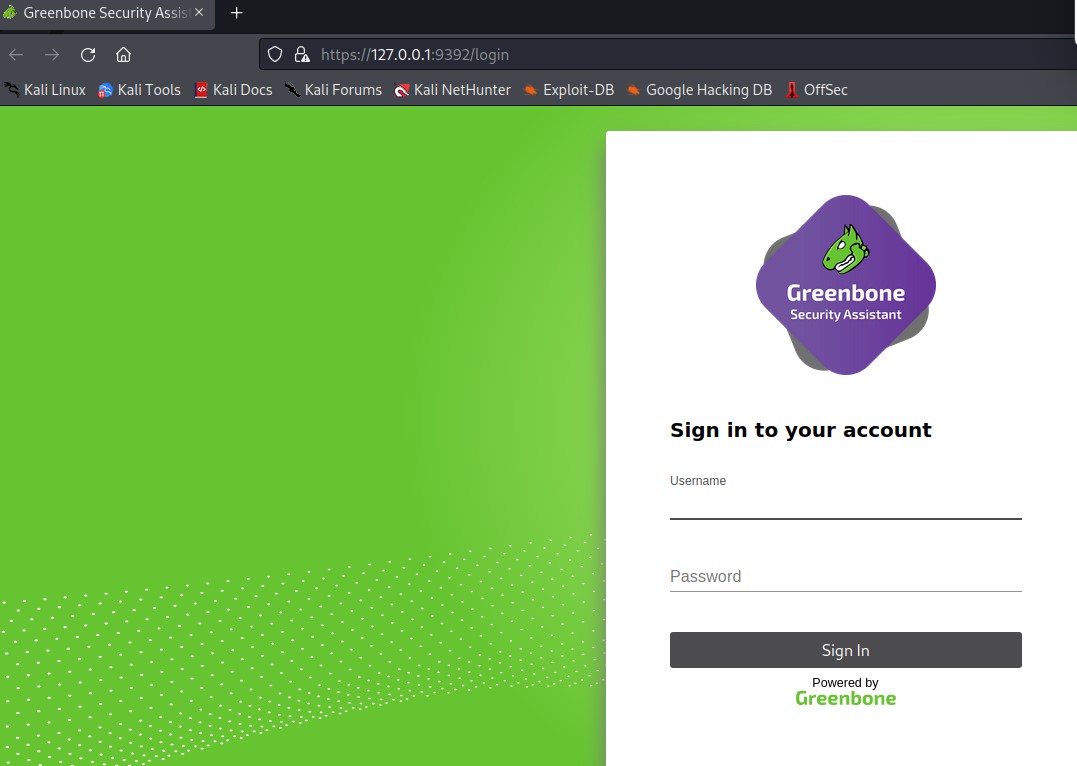 Greenbone Security Assis
https://127.0.0.1:9392/login
Kali Linux Kali Tools Kali Docs Kali Forums Kali NetHunter Exploit-DB Google Hacking DB OffSec
Greenbone
Security Assistant
Sign in to your account
Username
Password
Sign In
Powered by
Greenbone